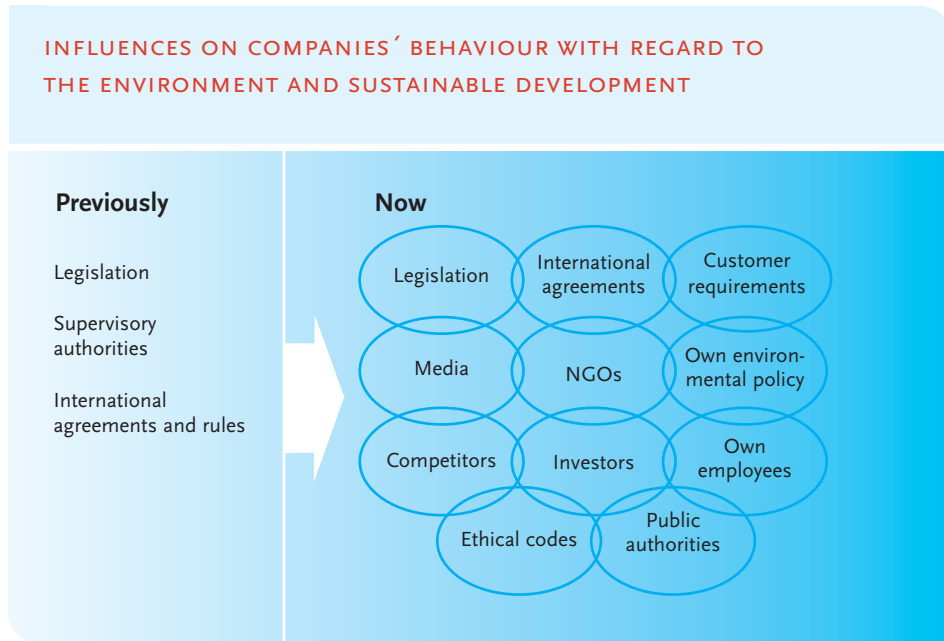 INFLUENCES ON COMPANIES´ BEHAVIOUR WITH REGARD TO
THE ENVIRONMENT AND SUSTAINABLE DEVELOPMENT
Previously
Legislation
Supervisory
authorities
International
agreements and rules
Now
Legislation
International
agreements
Customer
requirements
Media
NGOs
Own environ-
mental policy
Competitors
Investors
Own
employees
Ethical codes
Public
authorities